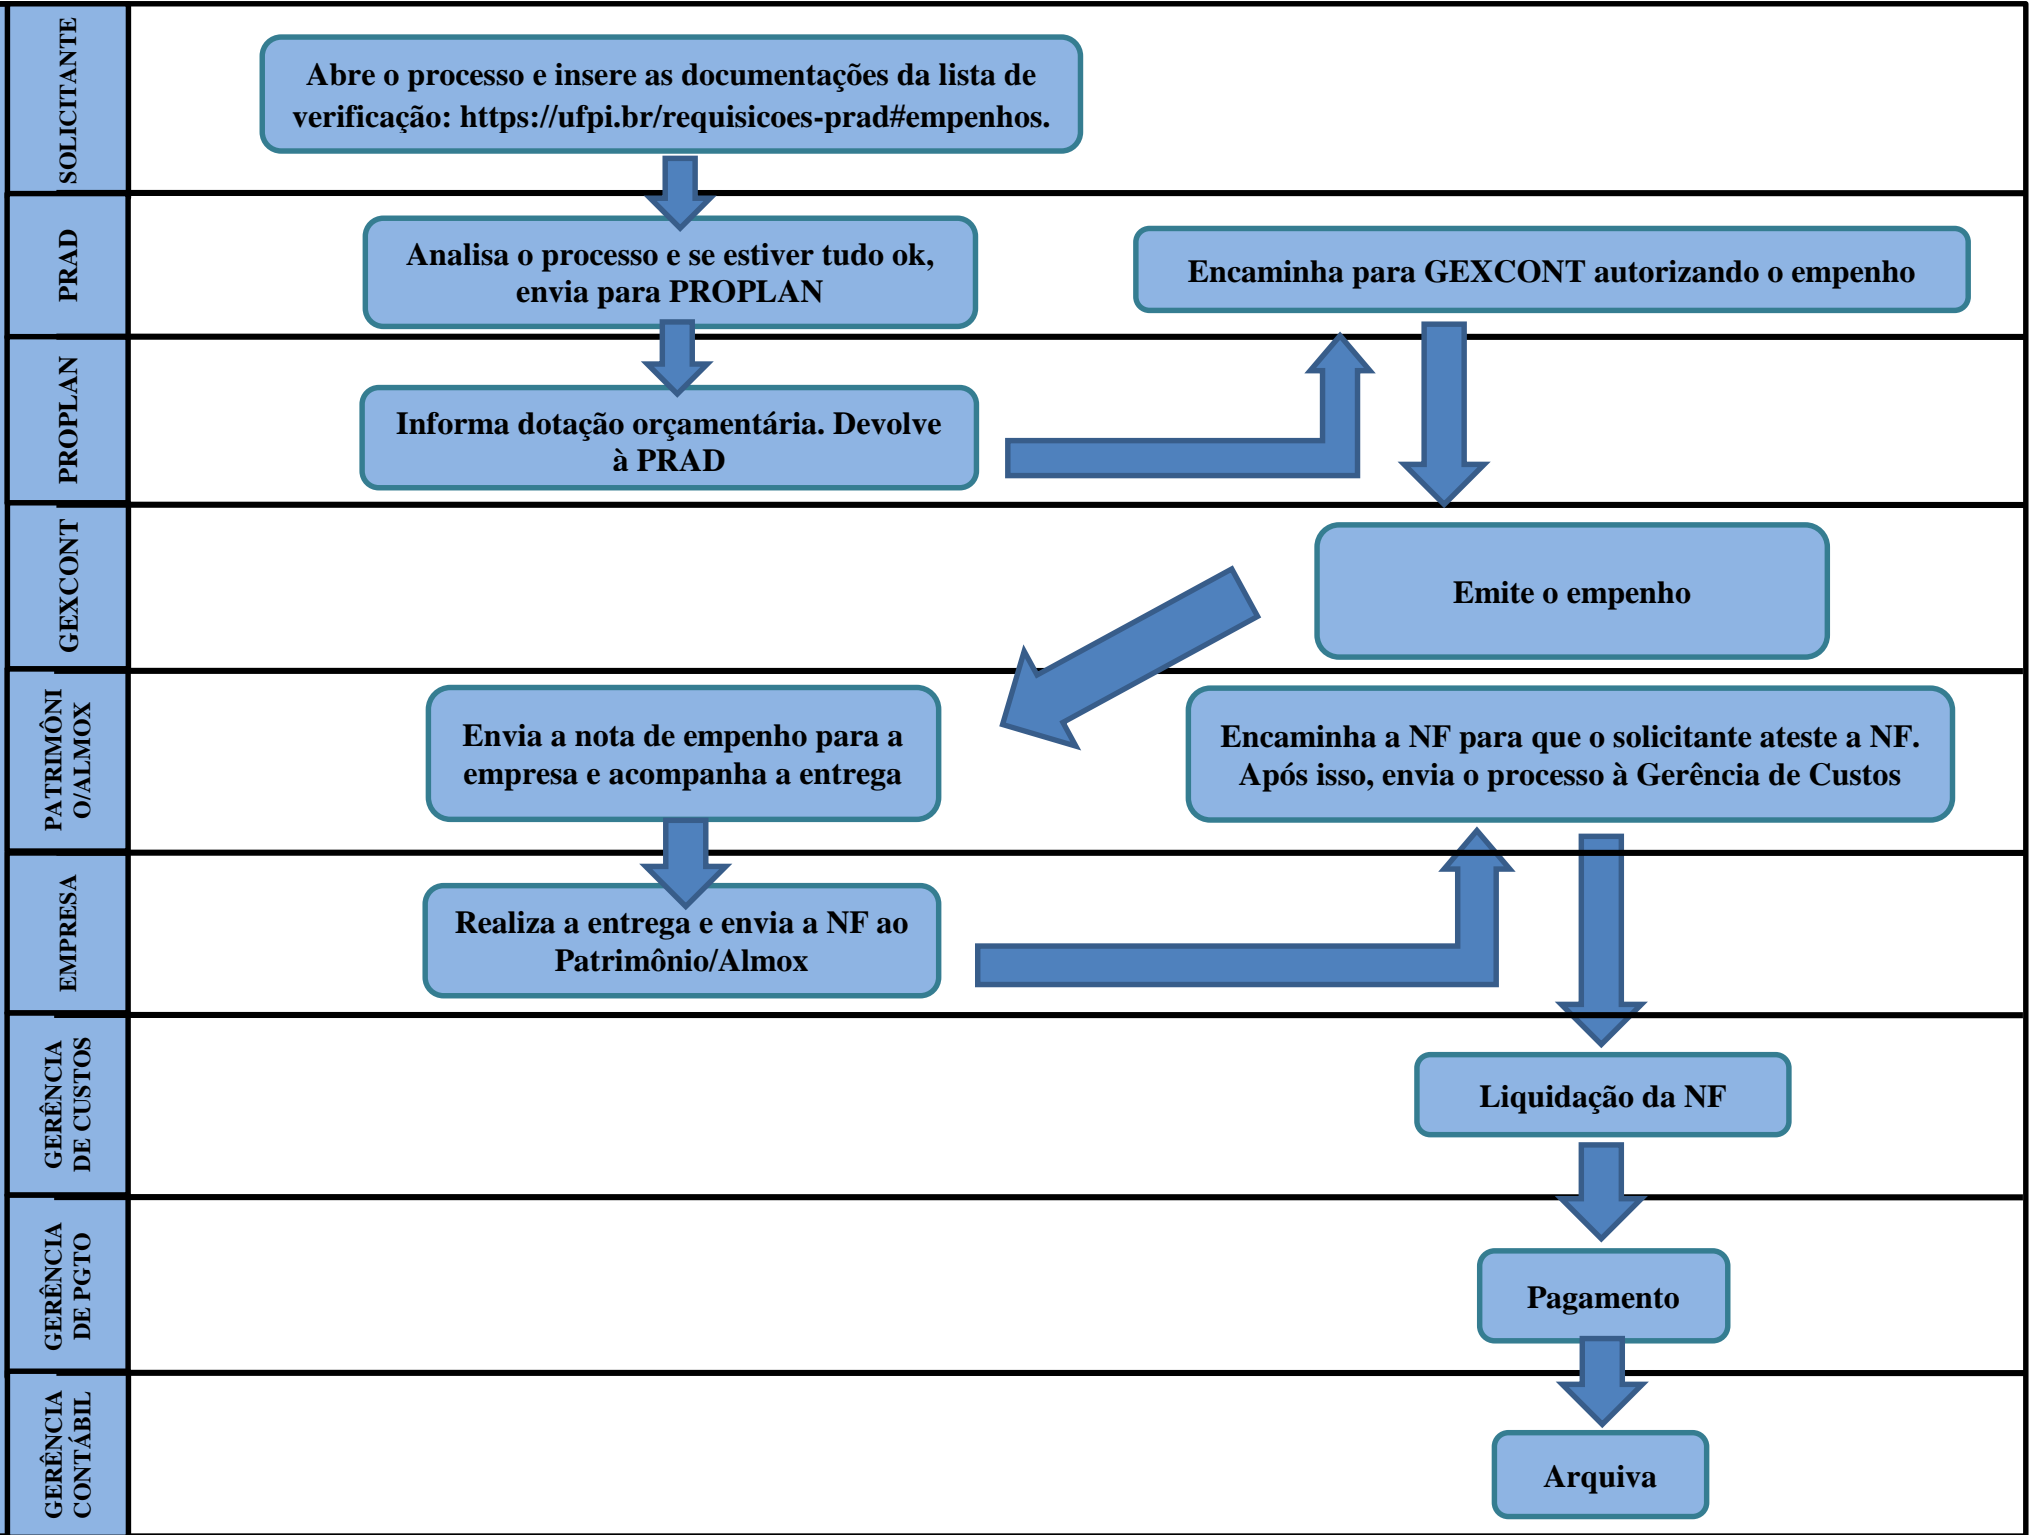 SOLICITANTE
Abre o processo e insere as documentações da lista de
verificação: https://ufpi.br/requisicoes-prad#empenhos.
PRAD
Analisa o processo e se estiver tudo ok,
envia para PROPLAN
Encaminha para GEXCONT autorizando o empenho
PROPLAN
Informa dotação orçamentária. Devolve
à PRAD
GEXCONT
Emite o empenho
PATRIMÔNI
O/ALMOX
Envia a nota de empenho para a
empresa e acompanha a entrega
Encaminha a NF para que o solicitante ateste a NF.
Após isso, envia o processo à Gerência de Custos
EMPRESA
Realiza a entrega e envia a NF ao
Patrimônio/Almox
GERÊNCIA
DE CUSTOS
Liquidação da NF
GERÊNCIA
DE PGTO
Pagamento
GERÊNCIA
CONTÁBIL
Arquiva